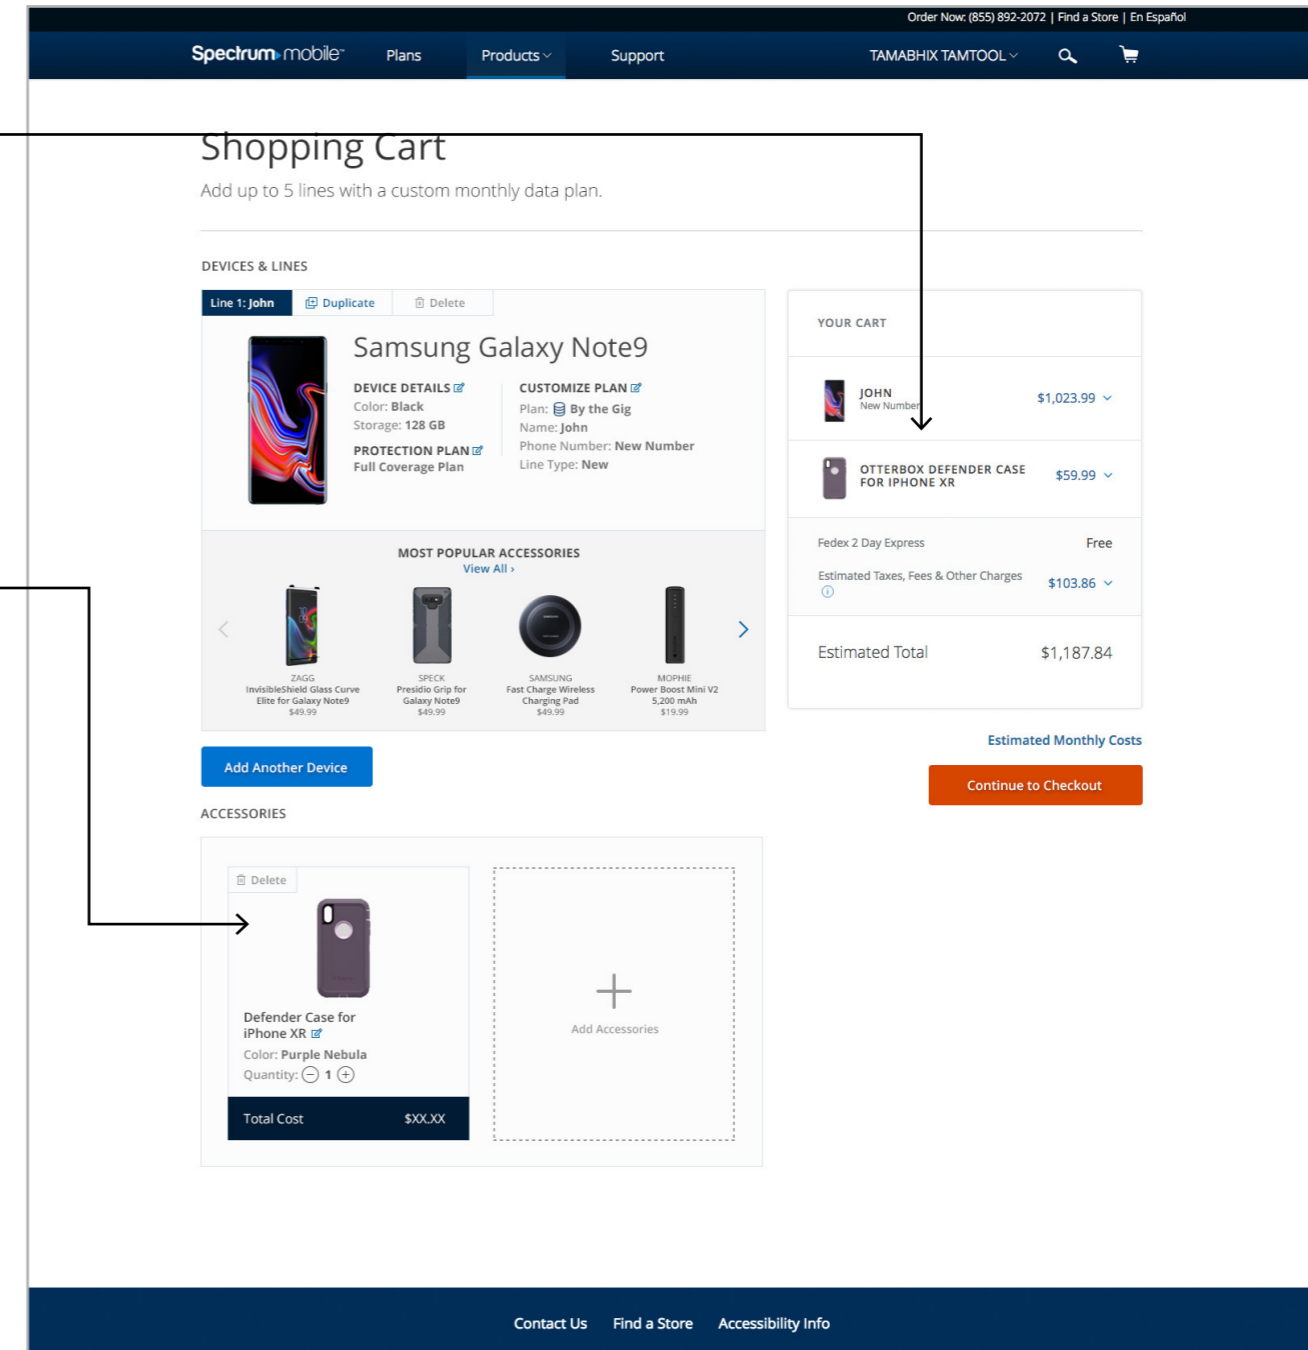 Order Now: (855) 892-2072 | Find a Store | En Español
Spectrum mobile Plans Products Support TAMABHIX TAMTOOL
Shopping Cart
Add up to 5 lines with a custom monthly data plan.
DEVICES & LINES
Line 1: John Duplicate Delete
Samsung Galaxy Note9
DEVICE DETAILS
Color: Black
Storage: 128 GB
PROTECTION PLAN
Full Coverage Plan
CUSTOMIZE PLAN
Plan: By the Gig
Name: John
Phone Number: New Number
Line Type: New
MOST POPULAR ACCESSORIES
View All ›
ZAGG
InvisibleShield Glass Curve
Elite for Galaxy Note9
$49.99
SPECK
Presidio Grip for
Galaxy Note9
$49.99
SAMSUNG
Fast Charge Wireless
Charging Pad
$49.99
MOPHIE
Power Boost Mini V2
5,200 mAh
$19.99
Add Another Device
YOUR CART
JOHN
New Number
$1,023.99
OTTERBOX DEFENDER CASE
FOR IPHONE XR
$59.99
Fedex 2 Day Express Free
Estimated Taxes, Fees & Other Charges $103.86
Estimated Total $1,187.84
Estimated Monthly Costs
Continue to Checkout
ACCESSORIES
Delete
Defender Case for
iPhone XR
Color: Purple Nebula
Quantity: 1
Total Cost $XX.XX
Add Accessories
Contact Us Find a Store Accessibility Info